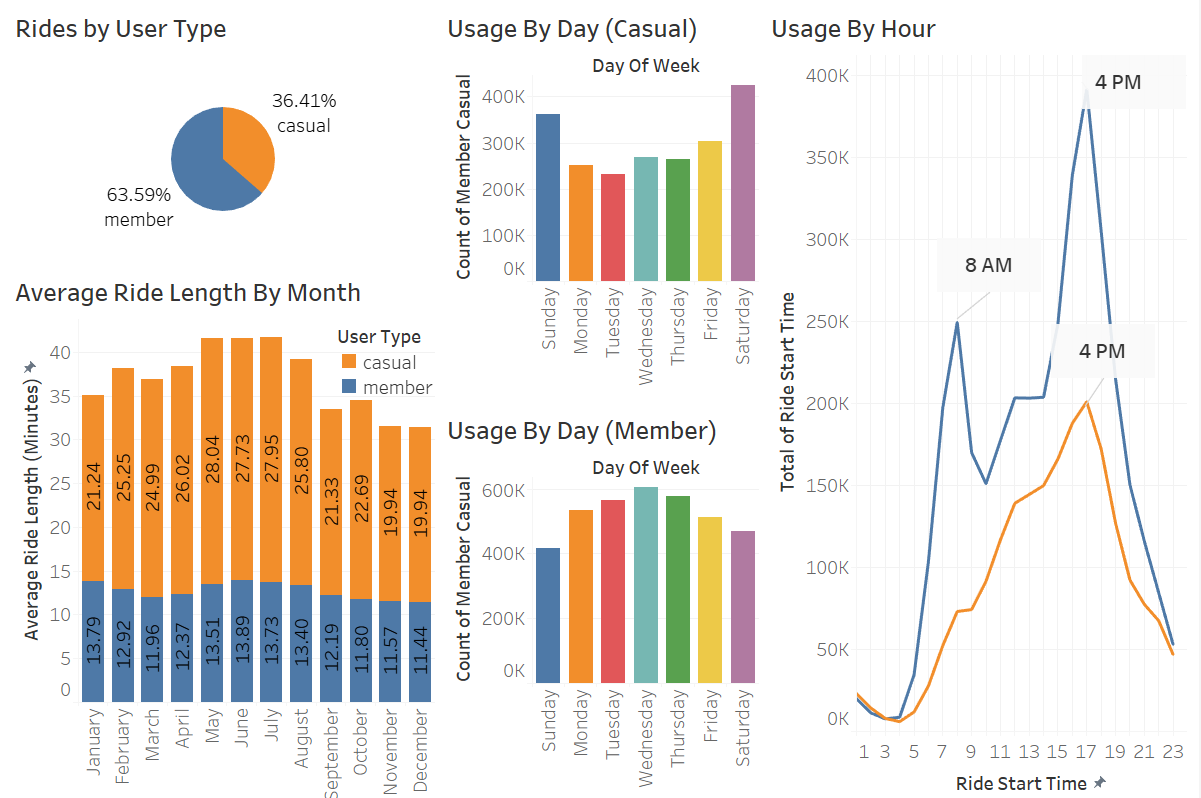 Rides by User Type
36.41%
casual
63.59%
member
Average Ride Length By Month
User Type
casual
member
Average Ride Length (Minutes)
40
35
30
25
20
15
10
5
0
21.24
25.25
24.99
26.02
28.04
27.73
27.95
25.80
21.33
22.69
19.94
19.94
13.79
12.92
11.96
12.37
13.51
13.89
13.73
13.40
12.19
11.80
11.57
11.44
January
February
March
April
May
June
July
August
September
October
November
December
Usage By Day (Casual)
Day Of Week
Count of Member Casual
400K
300K
200K
100K
0K
Sunday
Monday
Tuesday
Wednesday
Thursday
Friday
Saturday
Usage By Day (Member)
Day Of Week
Count of Member Casual
600K
400K
200K
0K
Sunday
Monday
Tuesday
Wednesday
Thursday
Friday
Saturday
Usage By Hour
Total of Ride Start Time
400K
350K
300K
250K
200K
150K
100K
50K
0K
4 PM
8 AM
4 PM
1 3 5 7 9 11 13 15 17 19 21 23
Ride Start Time